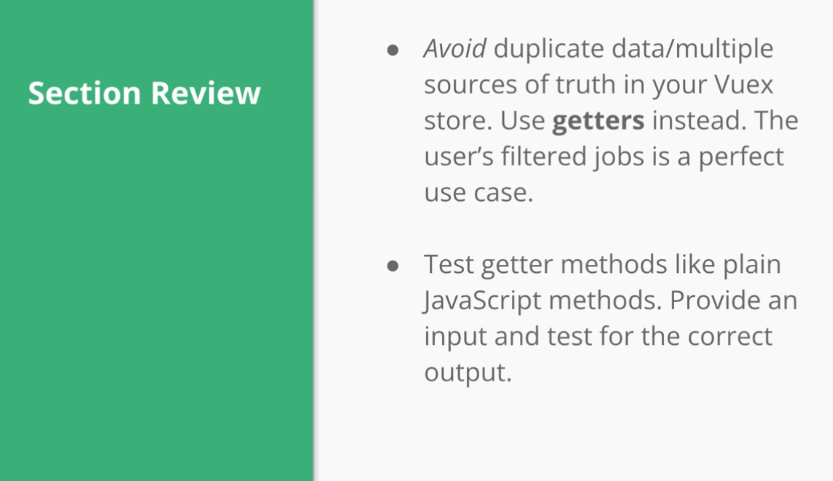 Section Review
● Avoid duplicate data/multiple
sources of truth in your Vuex
store. Use getters instead. The
user’s filtered jobs is a perfect
use case.
● Test getter methods like plain
JavaScript methods. Provide an
input and test for the correct
output.